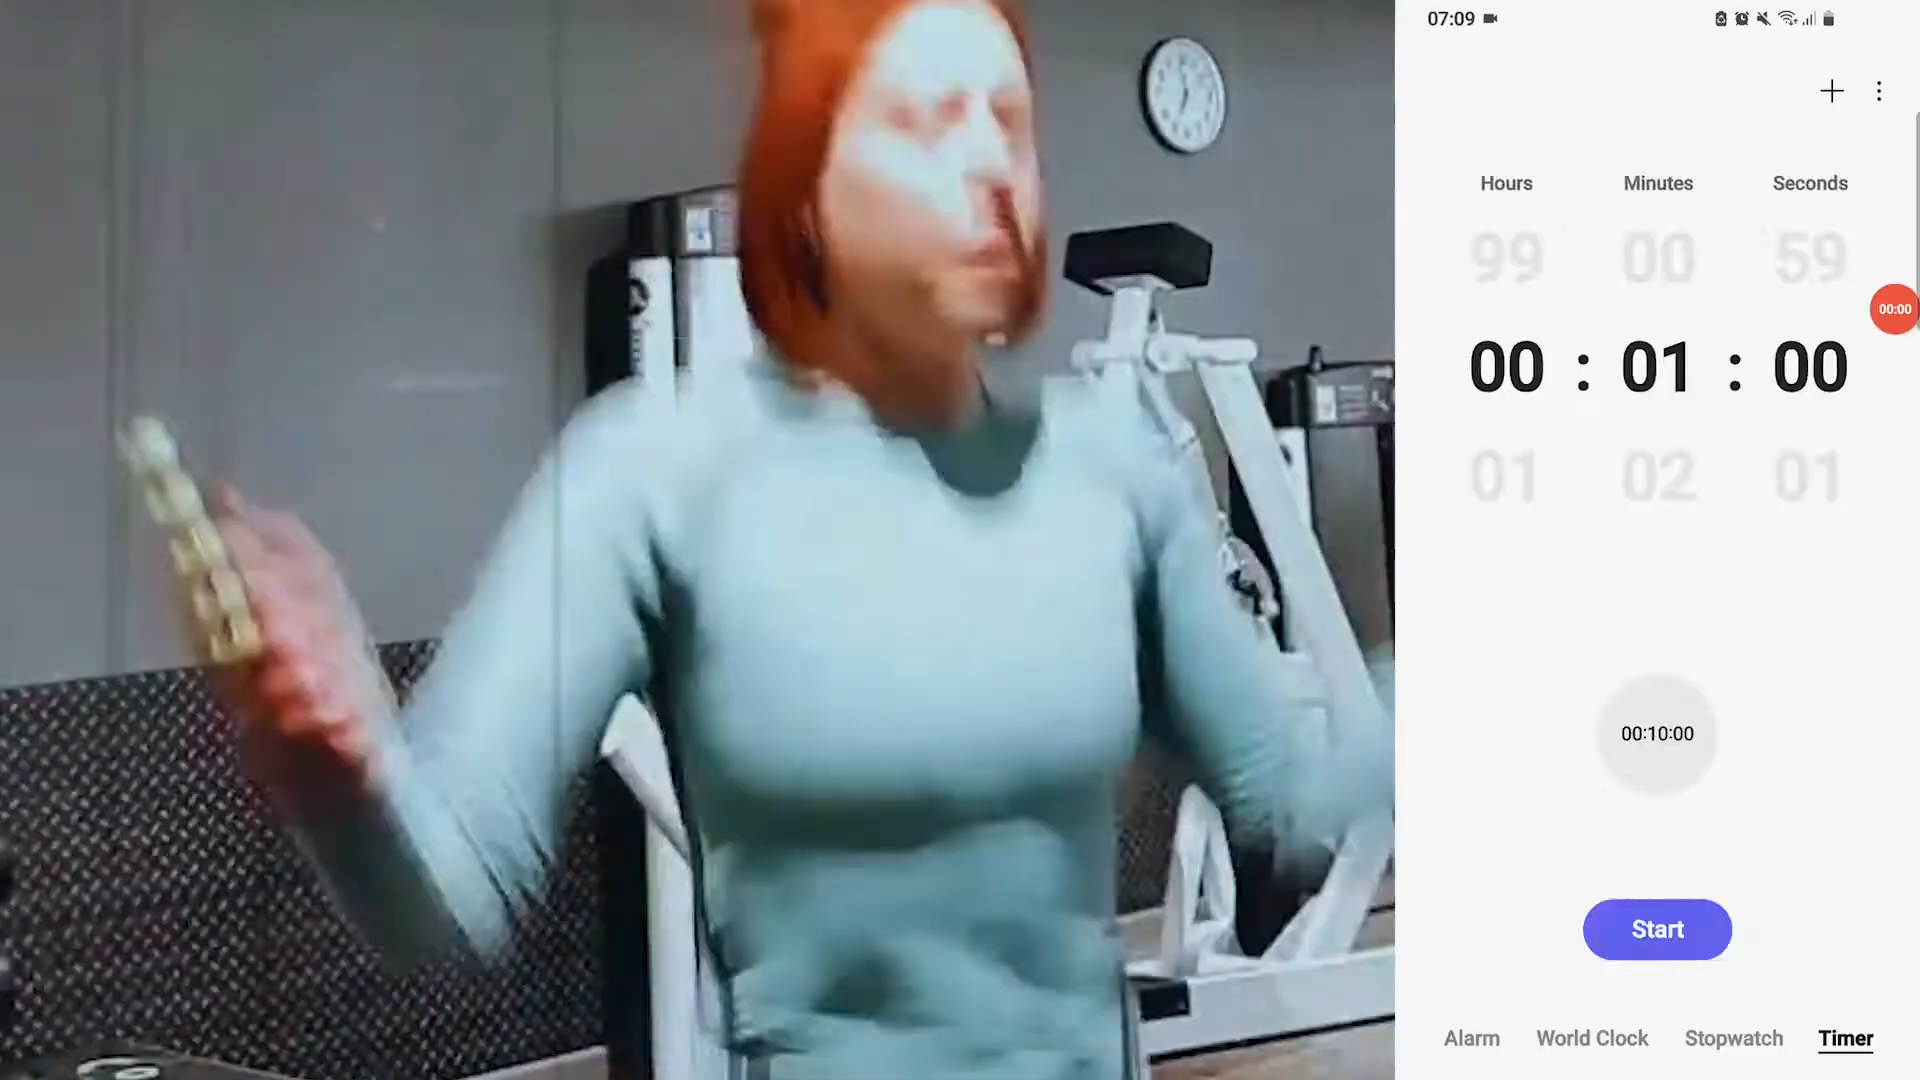 07:09
Hours Minutes Seconds
99 00 59
00:00
00 : 01 : 00
01 02 01
00:10:00
Start
Alarm World Clock Stopwatch Timer